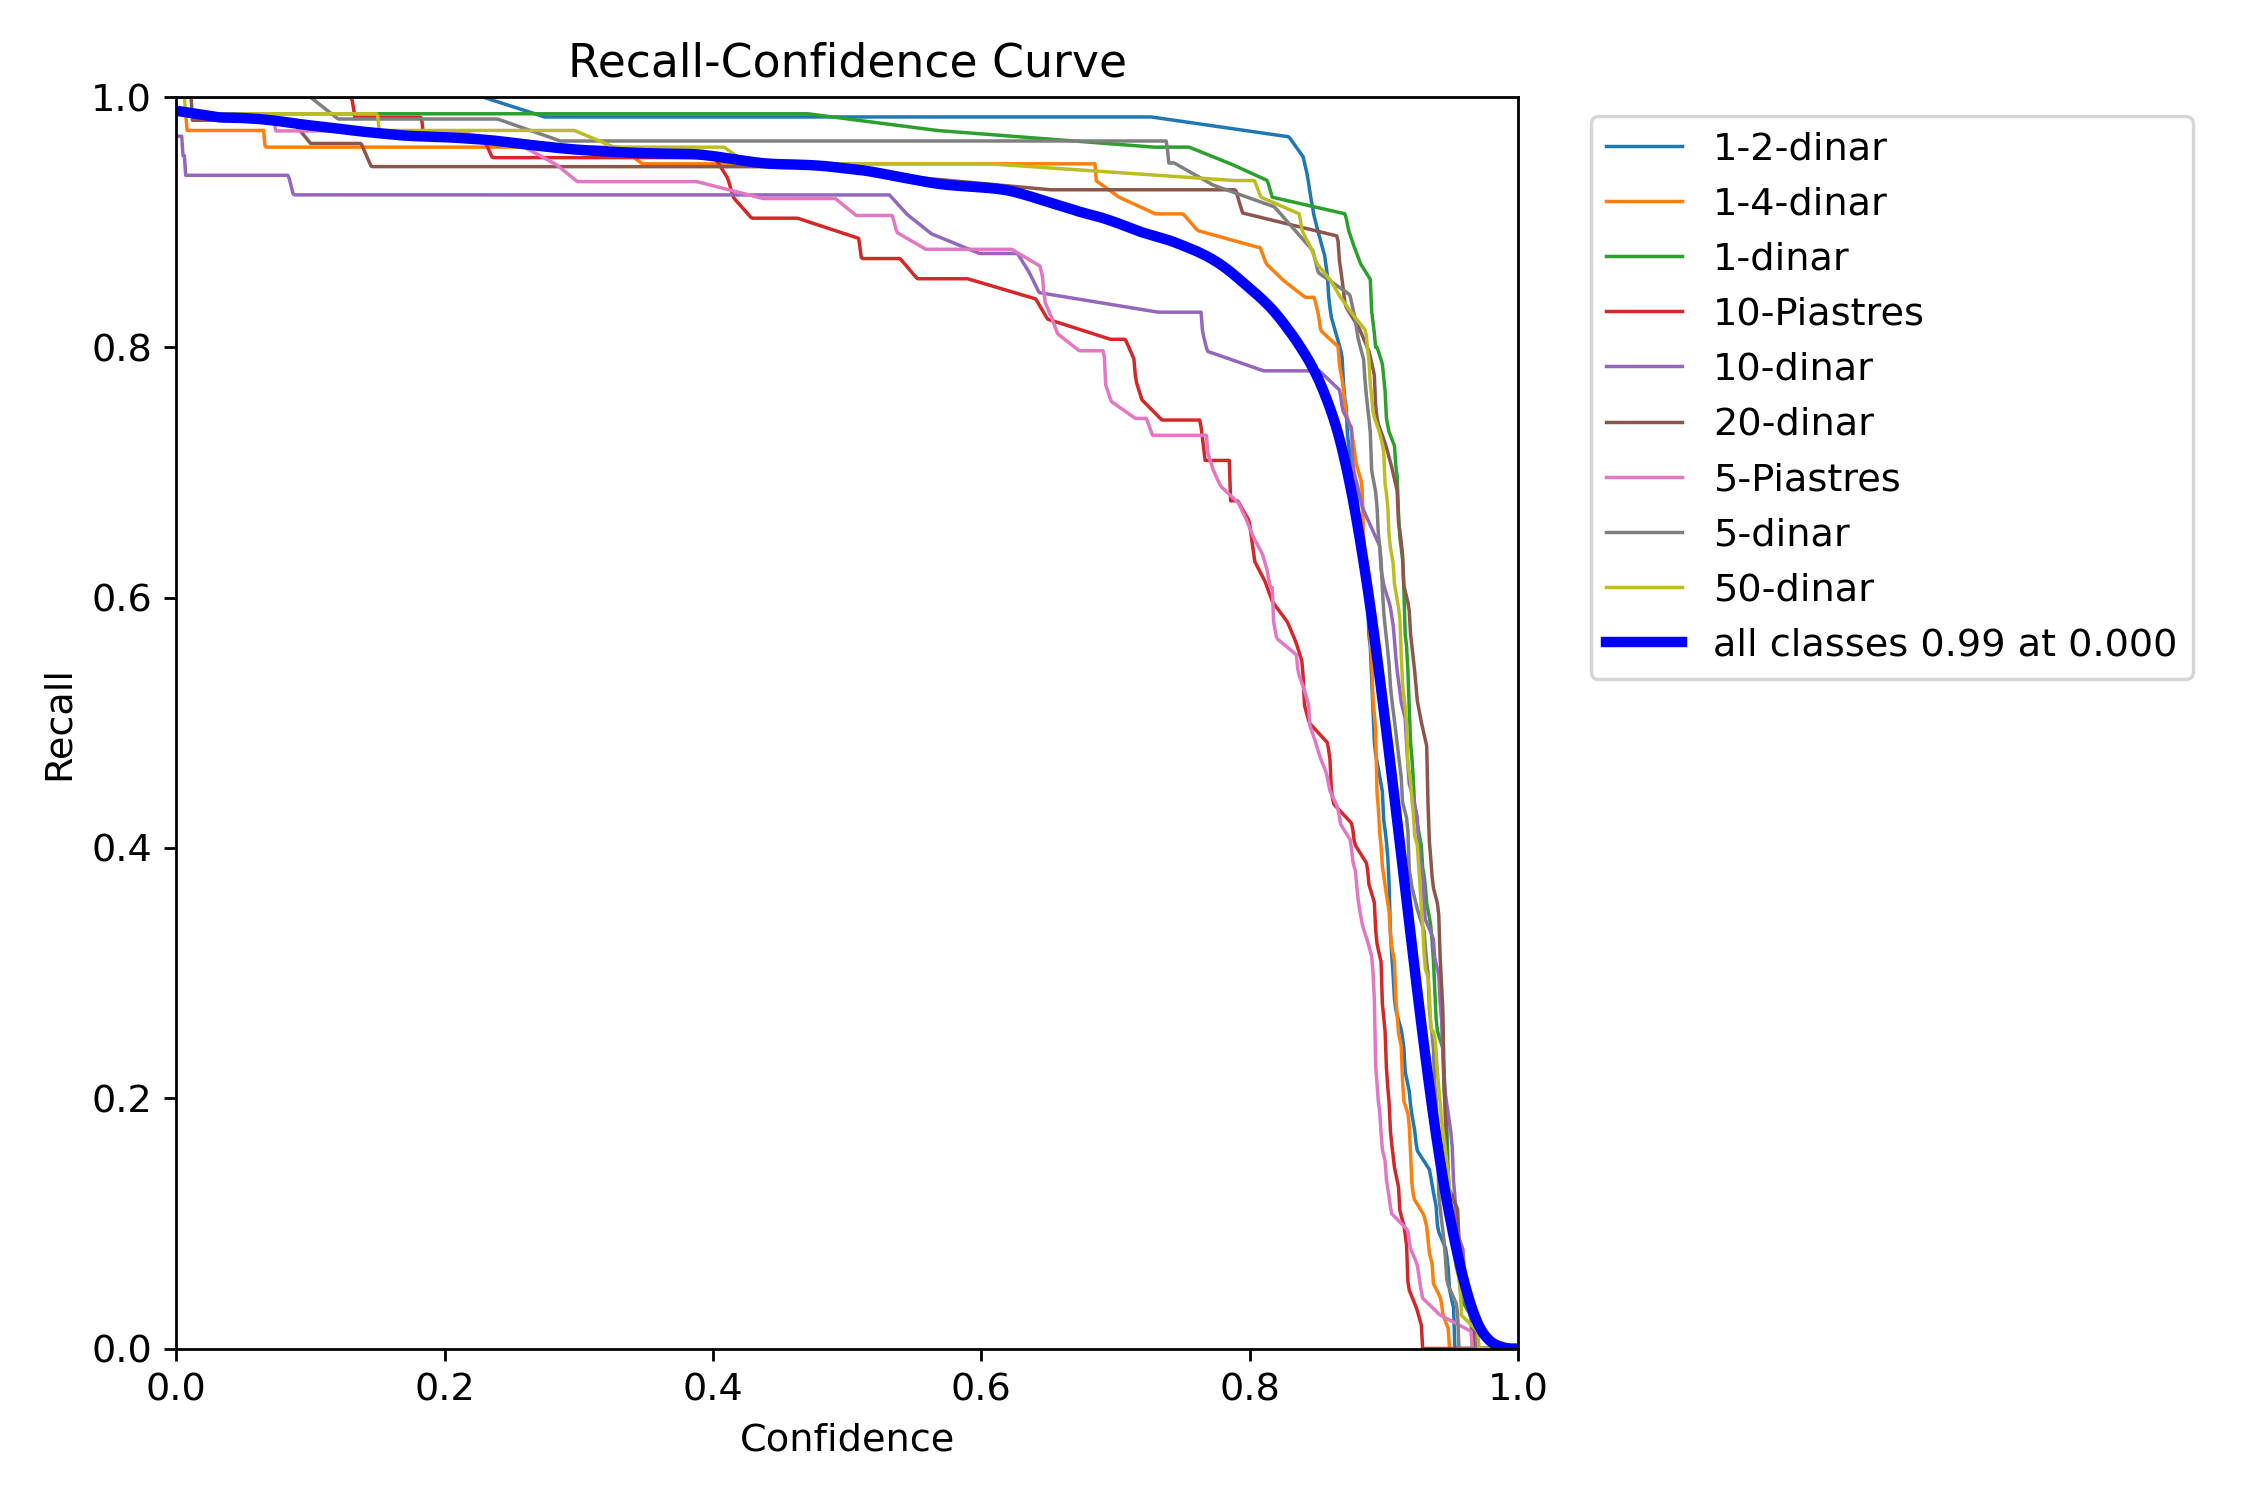 Recall-Confidence Curve
1.0
0.8
0.6
0.4
0.2
0.0
Recall
0.0 0.2 0.4 0.6 0.8 1.0
Confidence
1-2-dinar
1-4-dinar
1-dinar
10-Piastres
10-dinar
20-dinar
5-Piastres
5-dinar
50-dinar
all classes 0.99 at 0.000